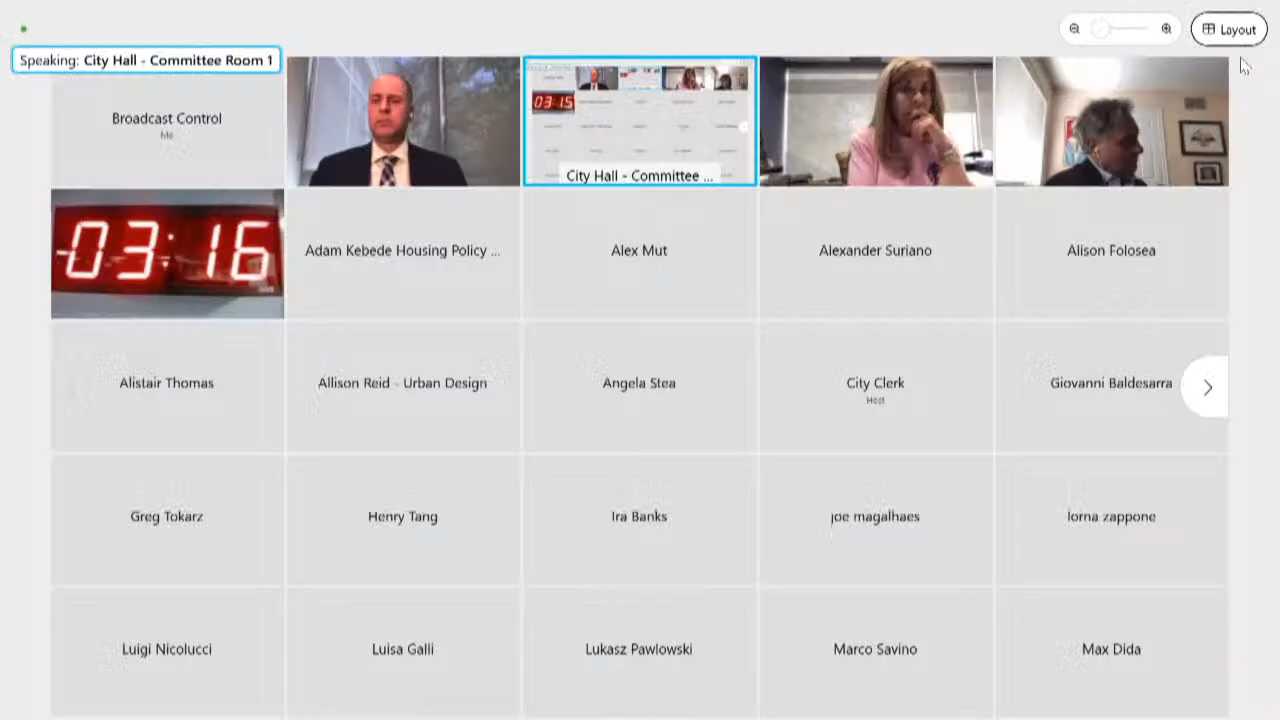 Layout
Speaking: City Hall - Committee Room 1
Broadcast Control
Me
03:15
City Hall - Committee ...
-03:16
Adam Kebede Housing Policy ...
Alex Mut
Alexander Suriano
Alison Folosea
Alistair Thomas
Allison Reid - Urban Design
Angela Stea
City Clerk
Host
Giovanni Baldesarra
Greg Tokarz
Henry Tang
Ira Banks
joe magalhaes
lorna zappone
Luigi Nicolucci
Luisa Galli
Lukasz Pawlowski
Marco Savino
Max Dida